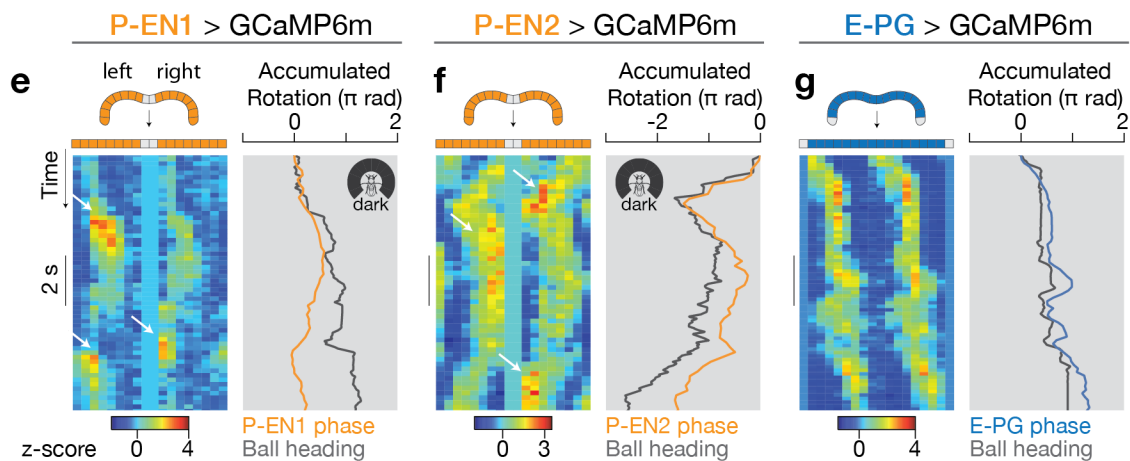 P-EN1 > GCaMP6m
P-EN2 > GCaMP6m
E-PG > GCaMP6m
e
left right
Accumulated
Rotation (π rad)
0 2
Time
2 s
dark
0 4
z-score
P-EN1 phase
Ball heading
f
Accumulated
Rotation (π rad)
-2 0
dark
0 3
P-EN2 phase
Ball heading
g
Accumulated
Rotation (π rad)
0 2
0 4
E-PG phase
Ball heading